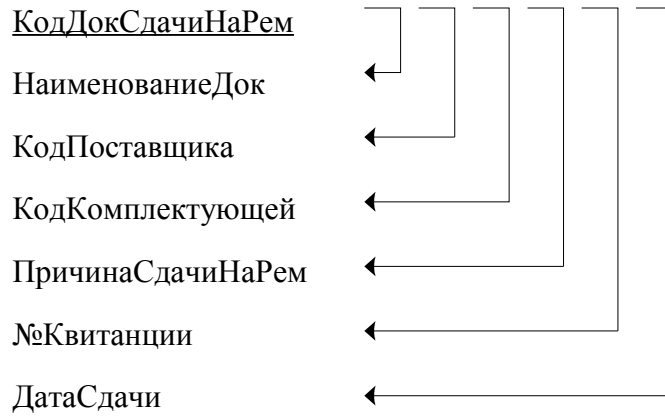 КодДокСдачиНаРем
НаименованиеДок
КодПоставщика
КодКомплектующей
ПричинаСдачиНаРем
№Квитанции
ДатаСдачи